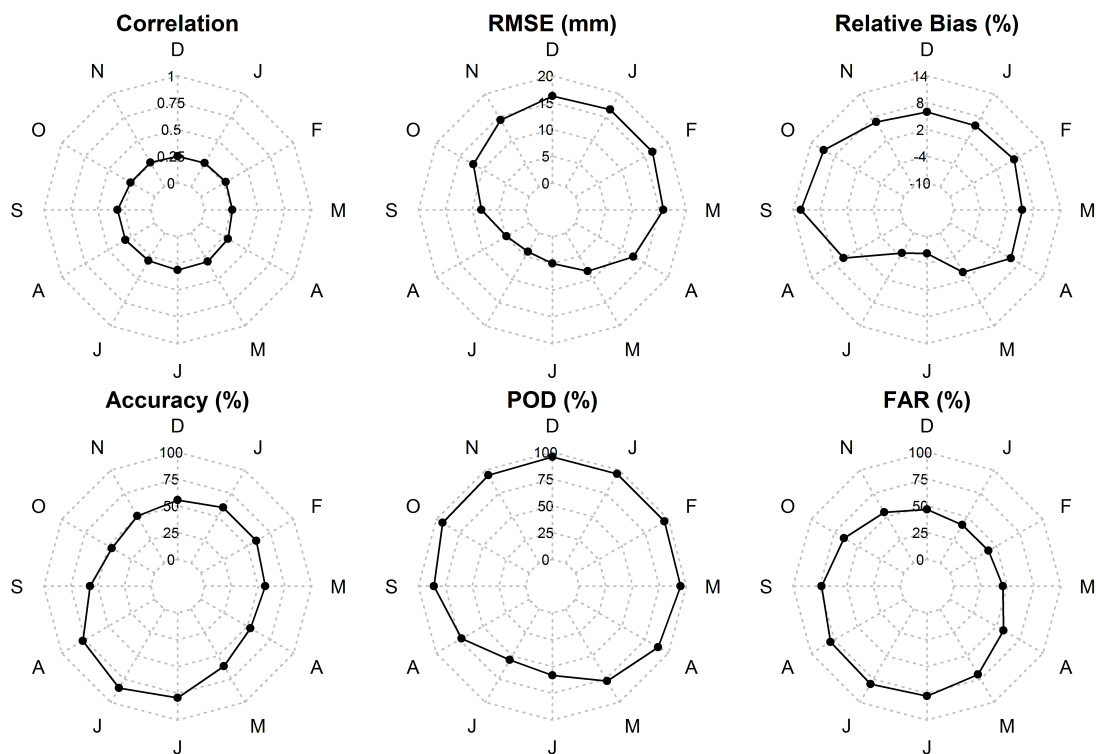 Correlation
D
N
J
O
F
S
M
A
A
J
M
J
1
0.75
0.5
0.25
0
RMSE (mm)
D
N
J
O
F
S
M
A
A
J
M
J
20
15
10
5
0
Relative Bias (%)
D
N
J
O
F
S
M
A
A
J
M
J
14
8
2
-4
-10
Accuracy (%)
D
N
J
O
F
S
M
A
A
J
M
J
100
75
50
25
0
POD (%)
D
N
J
O
F
S
M
A
A
J
M
J
100
75
50
25
0
FAR (%)
D
N
J
O
F
S
M
A
A
J
M
J
100
75
50
25
0